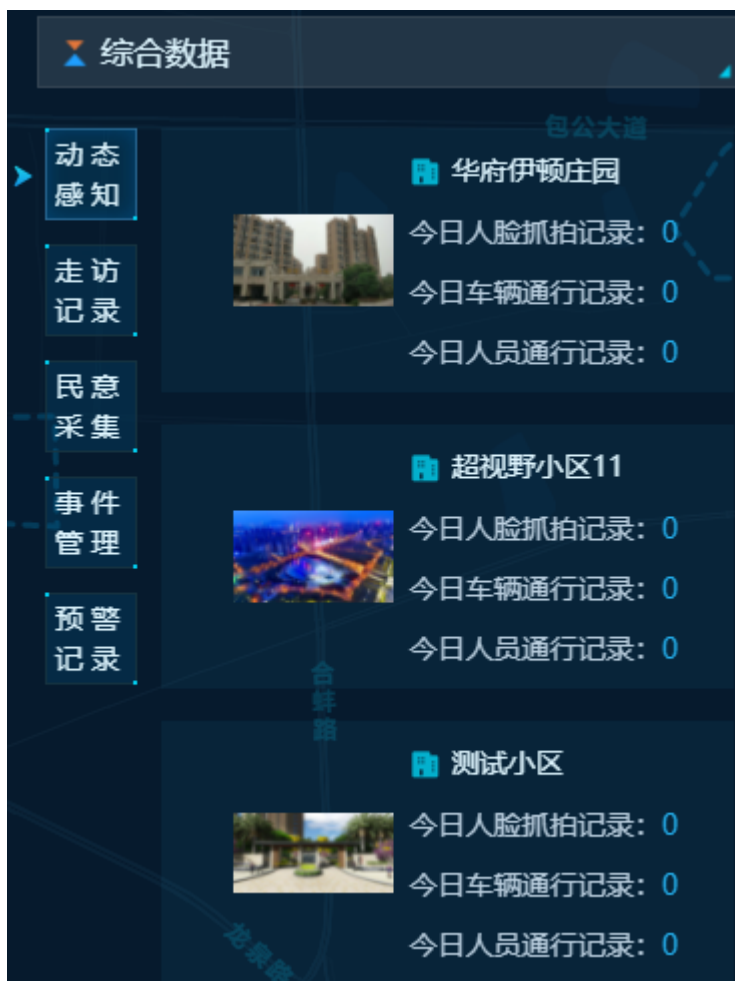 综合数据
包公大道
动态
感知
走访
记录
民意
采集
事件
管理
预警
记录
华府伊顿庄园
今日人脸抓拍记录：0
今日车辆通行记录：0
今日人员通行记录：0
超视野小区11
今日人脸抓拍记录：0
今日车辆通行记录：0
今日人员通行记录：0
合蚌路
测试小区
今日人脸抓拍记录：0
今日车辆通行记录：0
今日人员通行记录：0
龙泉路